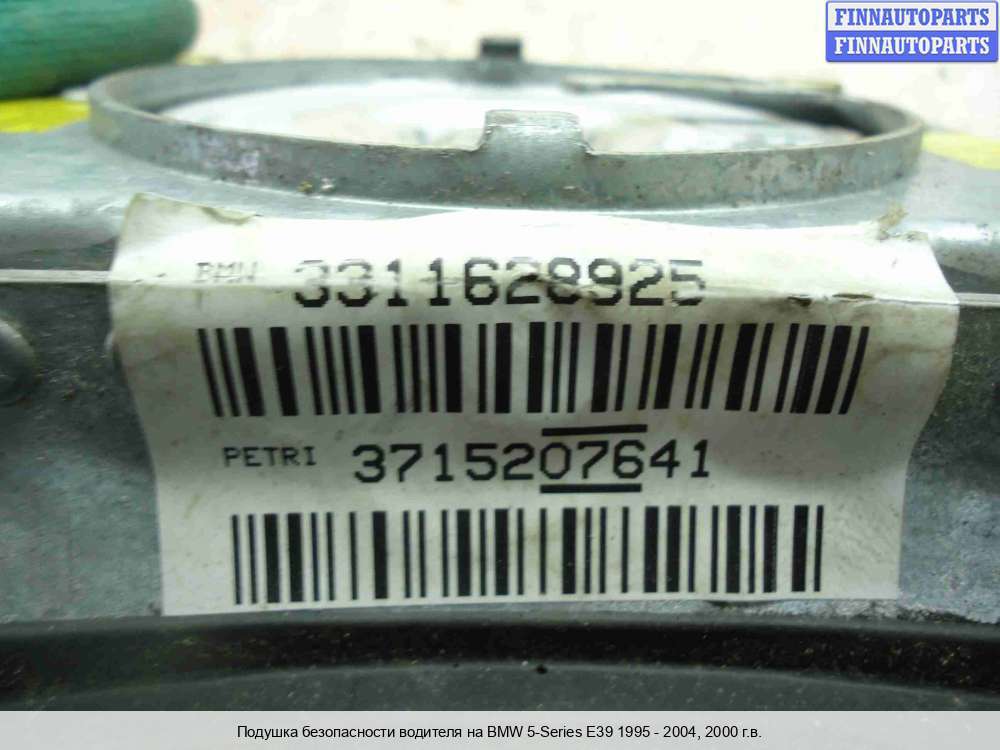 FINNAUTOPARTS
FINNAUTOPARTS
BMW 3311628925
PETRI 3715207641
Подушка безопасности водителя на BMW 5-Series E39 1995 - 2004, 2000 г.в.